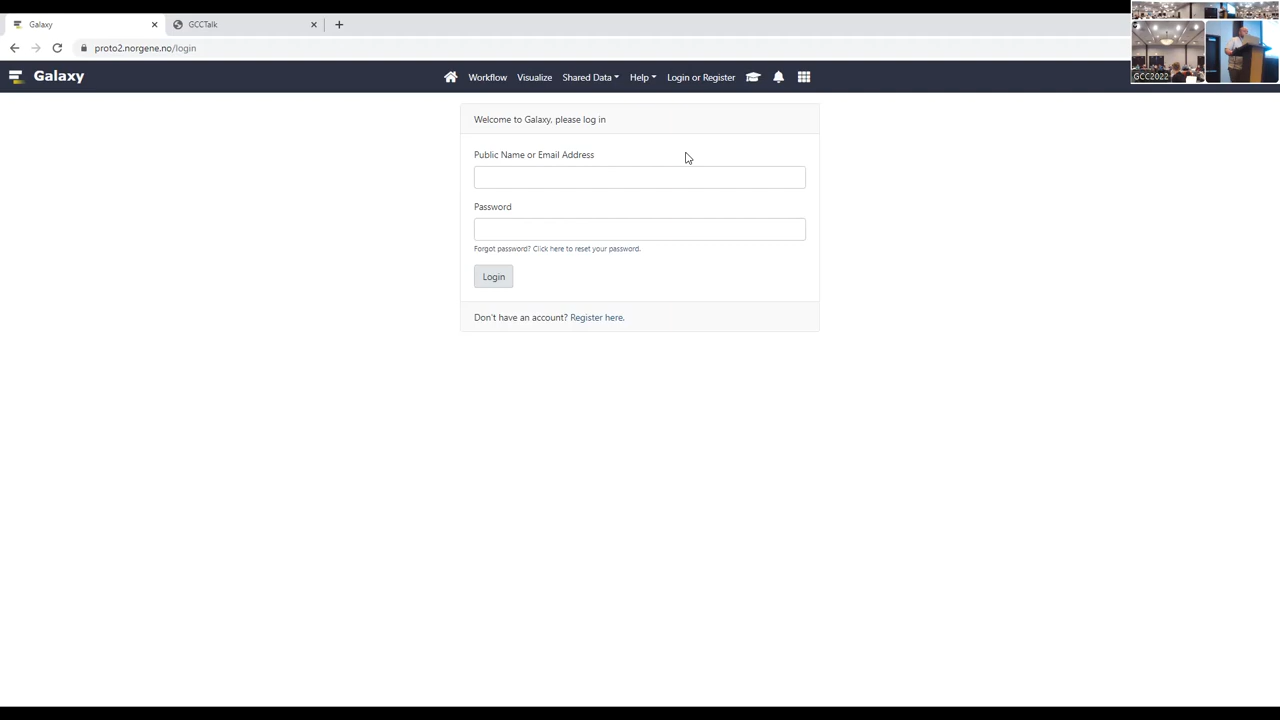 Galaxy
GCCTalk
proto2.norgene.no/login
Galaxy
Workflow
Visualize
Shared Data
Help
Login or Register
GCC2022
Welcome to Galaxy, please log in
Public Name or Email Address
Password
Forgot password? Click here to reset your password.
Login
Don't have an account? Register here.